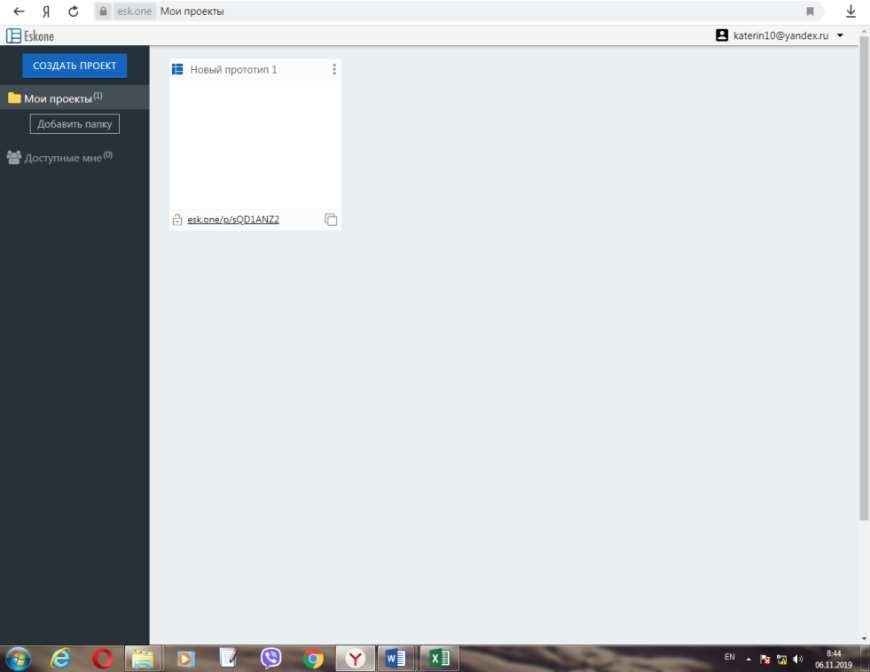 Я esk.one Мои проекты
Eskone
katerin10@yandex.ru
СОЗДАТЬ ПРОЕКТ
Мои проекты (1)
Добавить папку
Доступные мне (0)
Новый прототип 1
esk.one/p/sQD1ANZ2
EN
8:44
06.11.2019